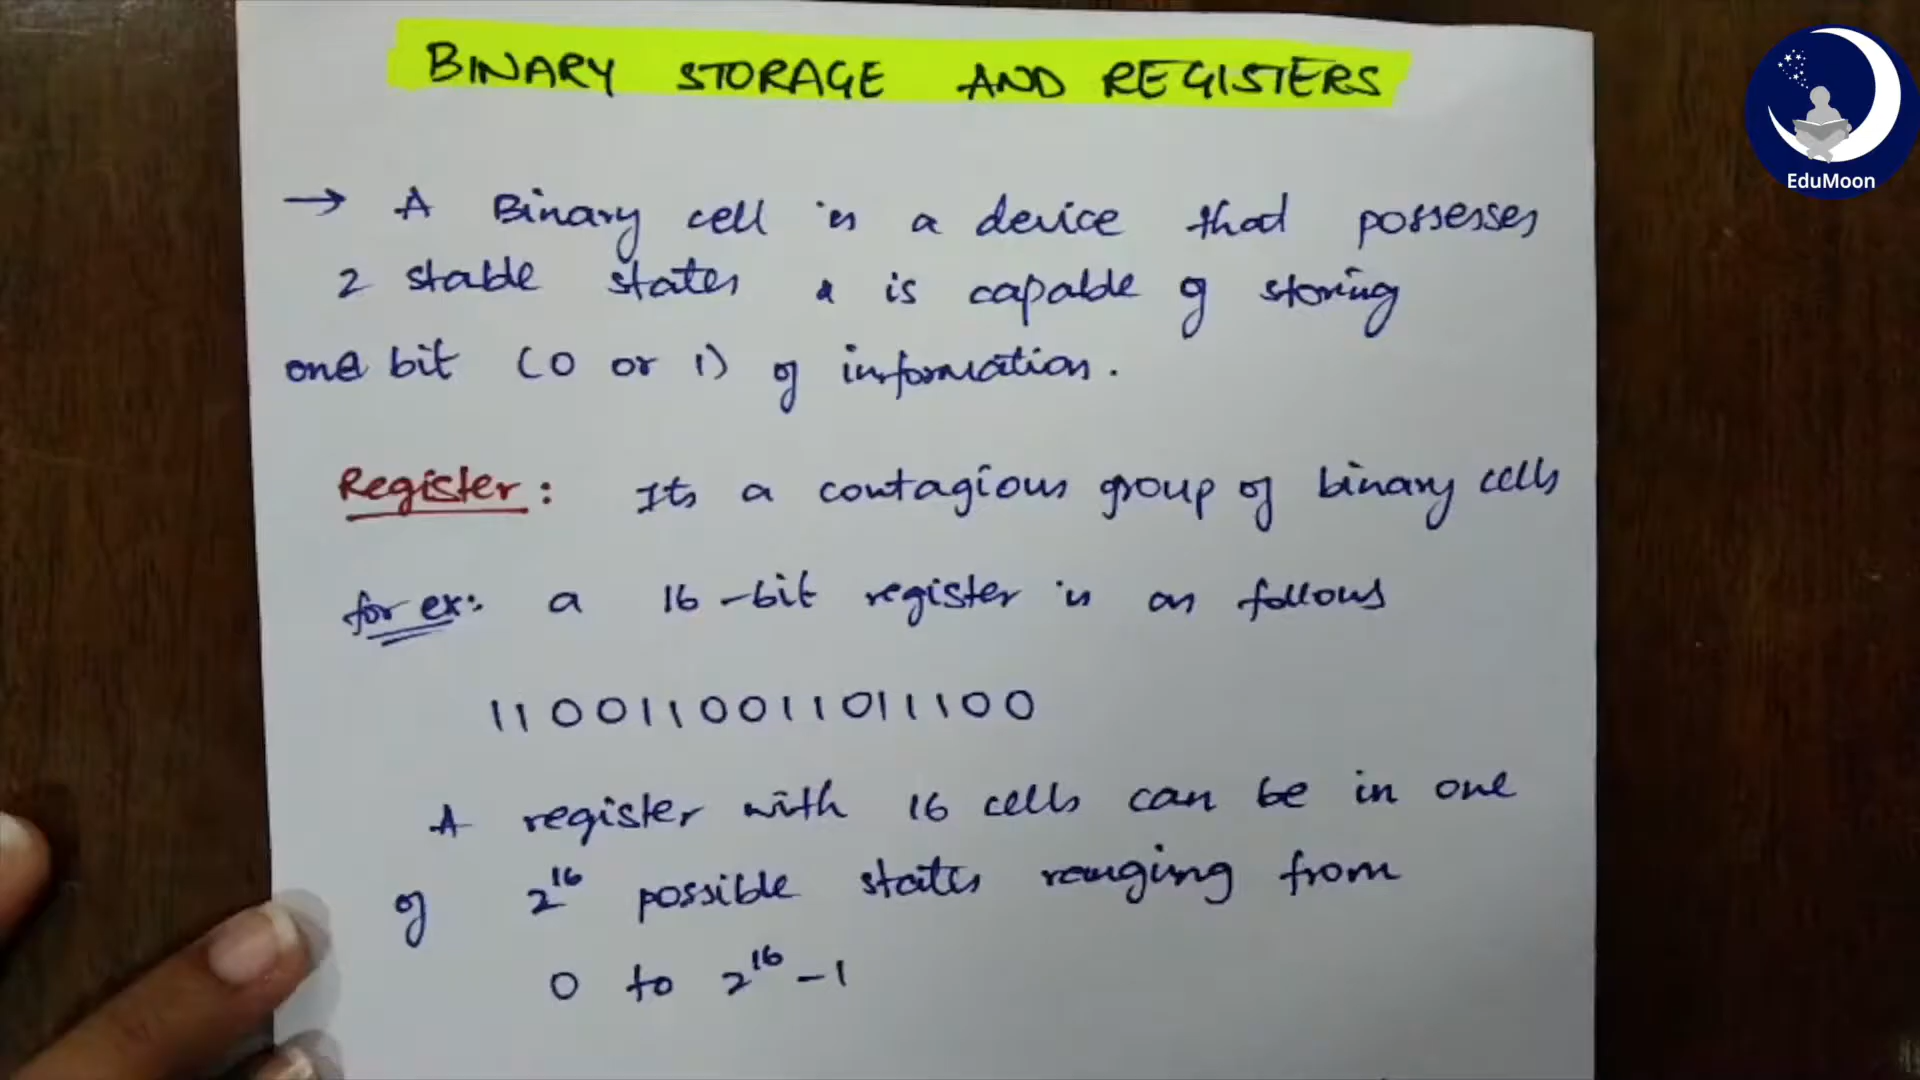 BINARY STORAGE AND REGISTERS
EduMoon
→ A Binary cell is a device that possesses
2 stable states & is capable of storing
one bit (0 or 1) of information.
Register: Its a contagious group of binary cells
for ex: a 16-bit register is as follows
1100110011011100
A register with 16 cells can be in one
of 2^16 possible states ranging from
0 to 2^16 - 1